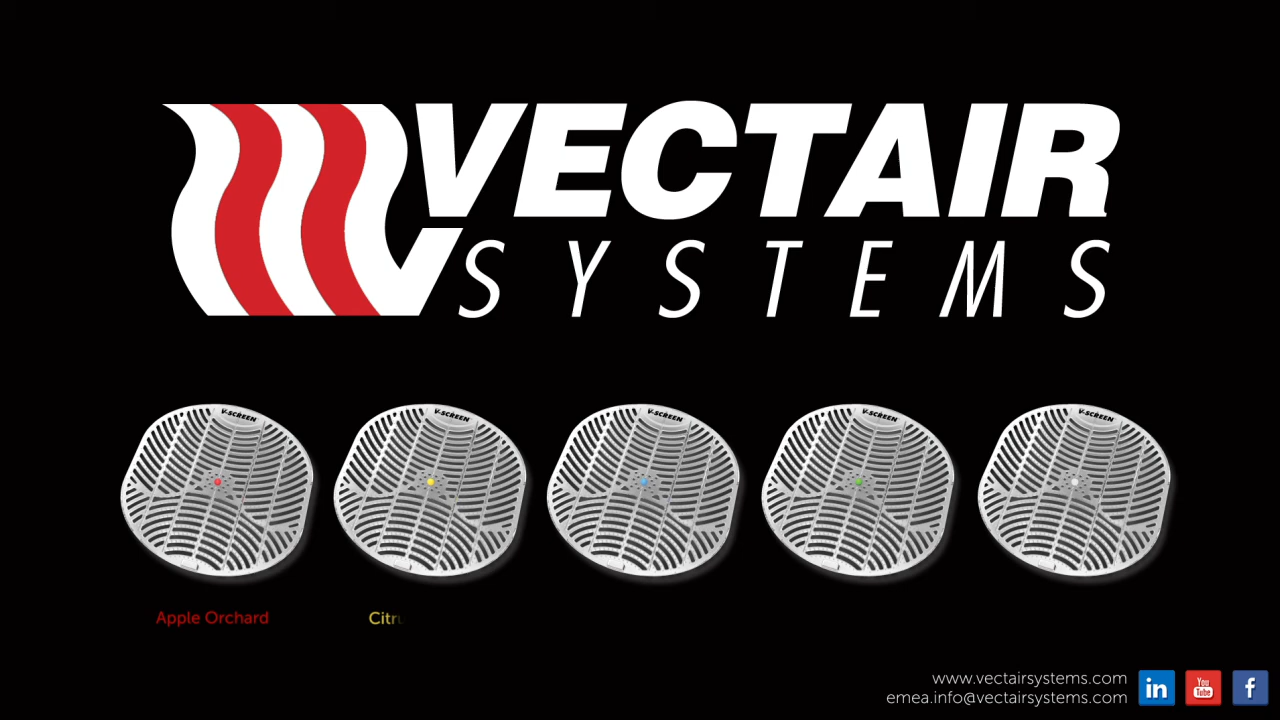 VECTAIR
SYSTEMS
V-SCREEN V-SCREEN V-SCREEN V-SCREEN V-SCREEN
Apple Orchard Citru
www.vectairsystems.com
emea.info@vectairsystems.com
in You Tube f